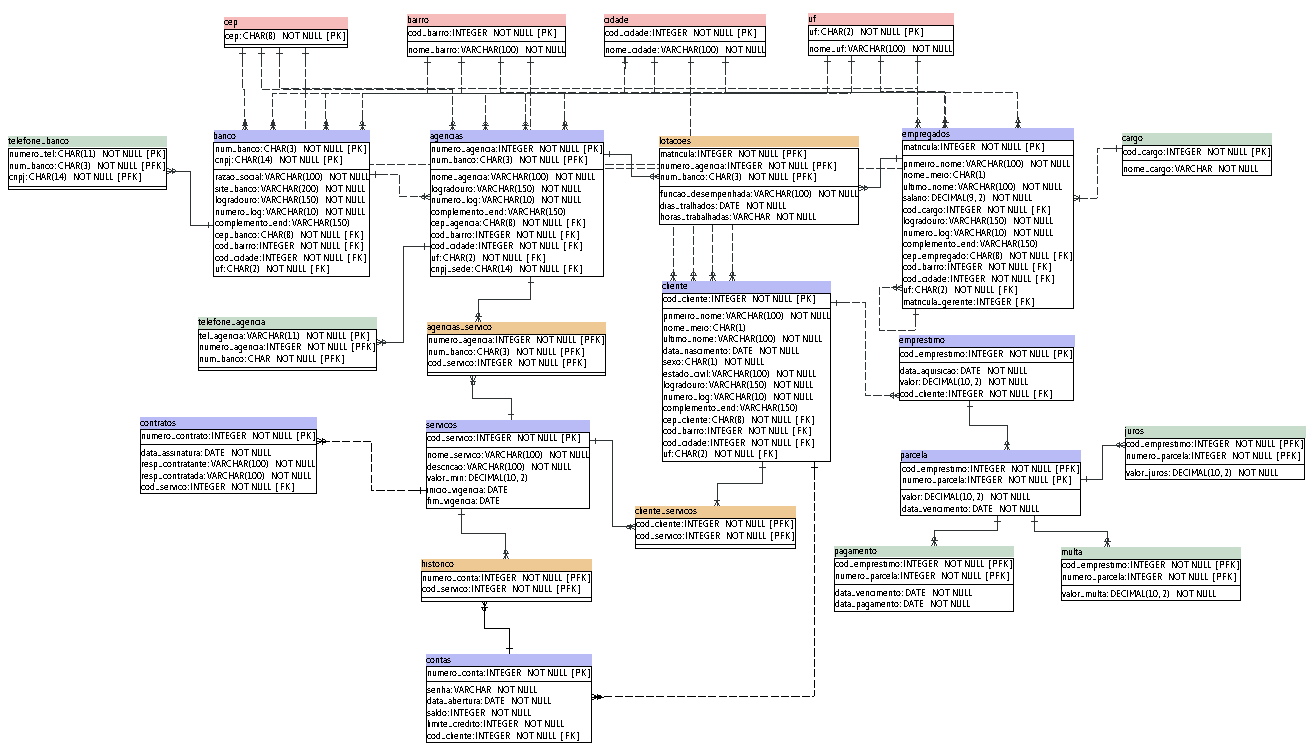 cep
cep: CHAR(8) NOT NULL [PK]
bairro
cod_bairro: INTEGER NOT NULL [PK]
nome_bairro: VARCHAR(100) NOT NULL
cidade
cod_cidade: INTEGER NOT NULL [PK]
nome_cidade: VARCHAR(100) NOT NULL
uf
uf: CHAR(2) NOT NULL [PK]
nome_uf: VARCHAR(100) NOT NULL
telefone_banco
numero_tel: CHAR(11) NOT NULL [PK]
num_banco: CHAR(3) NOT NULL [PFK]
cnpj: CHAR(14) NOT NULL [PFK]
banco
num_banco: CHAR(3) NOT NULL [PK]
cnpj: CHAR(14) NOT NULL [PK]
razao_social: VARCHAR(100) NOT NULL
site_banco: VARCHAR(200) NOT NULL
logradouro: VARCHAR(150) NOT NULL
numero_log: VARCHAR(10) NOT NULL
complemento_end: VARCHAR(150)
cep_banco: CHAR(8) NOT NULL [FK]
cod_bairro: INTEGER NOT NULL [FK]
cod_cidade: INTEGER NOT NULL [FK]
uf: CHAR(2) NOT NULL [FK]
agencias
numero_agencia: INTEGER NOT NULL [PK]
num_banco: CHAR(3) NOT NULL [PFK]
nome_agencia: VARCHAR(100) NOT NULL
logradouro: VARCHAR(150) NOT NULL
numero_log: VARCHAR(10) NOT NULL
complemento_end: VARCHAR(150)
cep_agencia: CHAR(8) NOT NULL [FK]
cod_bairro: INTEGER NOT NULL [FK]
cod_cidade: INTEGER NOT NULL [FK]
uf: CHAR(2) NOT NULL [FK]
cnpj_sede: CHAR(14) NOT NULL [FK]
lotacoes
matricula: INTEGER NOT NULL [PFK]
numero_agencia: INTEGER NOT NULL [PFK]
num_banco: CHAR(3) NOT NULL [PFK]
funcao_desempenhada: VARCHAR(100) NOT NULL
dias_tralhados: DATE NOT NULL
horas_trabalhadas: VARCHAR NOT NULL
empregados
matricula: INTEGER NOT NULL [PK]
primeiro_nome: VARCHAR(100) NOT NULL
nome_meio: CHAR(1)
ultimo_nome: VARCHAR(100) NOT NULL
salario: DECIMAL(9, 2) NOT NULL
cod_cargo: INTEGER NOT NULL [FK]
logradouro: VARCHAR(150) NOT NULL
numero_log: VARCHAR(10) NOT NULL
complemento_end: VARCHAR(150)
cep_empregado: CHAR(8) NOT NULL [FK]
cod_bairro: INTEGER NOT NULL [FK]
cod_cidade: INTEGER NOT NULL [FK]
uf: CHAR(2) NOT NULL [FK]
matricula_gerente: INTEGER [FK]
cargo
cod_cargo: INTEGER NOT NULL [PK]
nome_cargo: VARCHAR NOT NULL
telefone_agencia
tel_agencia: VARCHAR(11) NOT NULL [PK]
numero_agencia: INTEGER NOT NULL [PFK]
num_banco: CHAR NOT NULL [PFK]
agencias_servico
numero_agencia: INTEGER NOT NULL [PFK]
num_banco: CHAR(3) NOT NULL [PFK]
cod_servico: INTEGER NOT NULL [PFK]
cliente
cod_cliente: INTEGER NOT NULL [PK]
primeiro_nome: VARCHAR(100) NOT NULL
nome_meio: CHAR(1)
ultimo_nome: VARCHAR(100) NOT NULL
data_nascimento: DATE NOT NULL
sexo: CHAR(1) NOT NULL
estado_civil: VARCHAR(100) NOT NULL
logradouro: VARCHAR(150) NOT NULL
numero_log: VARCHAR(10) NOT NULL
complemento_end: VARCHAR(150)
cep_cliente: CHAR(8) NOT NULL [FK]
cod_bairro: INTEGER NOT NULL [FK]
cod_cidade: INTEGER NOT NULL [FK]
uf: CHAR(2) NOT NULL [FK]
emprestimo
cod_emprestimo: INTEGER NOT NULL [PK]
data_aquisicao: DATE NOT NULL
valor: DECIMAL(10, 2) NOT NULL
cod_cliente: INTEGER NOT NULL [FK]
contratos
numero_contrato: INTEGER NOT NULL [PK]
data_assinatura: DATE NOT NULL
resp_contratante: VARCHAR(100) NOT NULL
resp_contratada: VARCHAR(100) NOT NULL
cod_servico: INTEGER NOT NULL [FK]
servicos
cod_servico: INTEGER NOT NULL [PK]
nome_servico: VARCHAR(100) NOT NULL
descricao: VARCHAR(100) NOT NULL
valor_min: DECIMAL(10, 2)
inicio_vigencia: DATE
fim_vigencia: DATE
parcela
cod_emprestimo: INTEGER NOT NULL [PFK]
numero_parcela: INTEGER NOT NULL [PK]
valor: DECIMAL(10, 2) NOT NULL
data_vencimento: DATE NOT NULL
juros
cod_emprestimo: INTEGER NOT NULL [PFK]
numero_parcela: INTEGER NOT NULL [PFK]
valor_juros: DECIMAL(10, 2) NOT NULL
cliente_servicos
cod_cliente: INTEGER NOT NULL [PFK]
cod_servico: INTEGER NOT NULL [PFK]
pagamento
cod_emprestimo: INTEGER NOT NULL [PFK]
numero_parcela: INTEGER NOT NULL [PFK]
data_vencimento: DATE NOT NULL
data_pagamento: DATE NOT NULL
multa
cod_emprestimo: INTEGER NOT NULL [PFK]
numero_parcela: INTEGER NOT NULL [PFK]
valor_multa: DECIMAL(10, 2) NOT NULL
historico
numero_conta: INTEGER NOT NULL [PFK]
cod_servico: INTEGER NOT NULL [PFK]
contas
numero_conta: INTEGER NOT NULL [PK]
senha: VARCHAR NOT NULL
data_abertura: DATE NOT NULL
saldo: INTEGER NOT NULL
limite_credito: INTEGER NOT NULL
cod_cliente: INTEGER NOT NULL [FK]